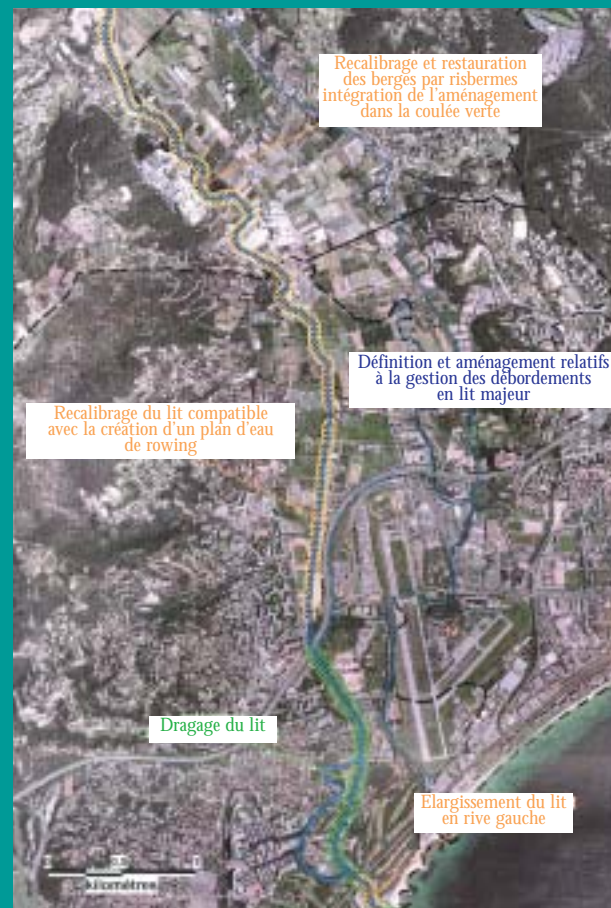 Recalibrage et restauration
des berges par risbermes
intégration de l'aménagement
dans la coulée verte
Définition et aménagement relatifs
à la gestion des débordements
en lit majeur
Recalibrage du lit compatible
avec la création d'un plan d'eau
de rowing
Dragage du lit
Elargissement du lit
en rive gauche
kilomètres